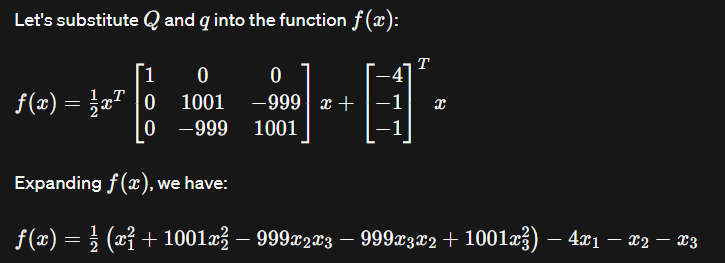 Let's substitute Q and q into the function f(x):
f(x) = ½xᵀ [1 0 0; 0 1001 −999; 0 −999 1001] x + [−4; −1; −1]ᵀ x
Expanding f(x), we have:
f(x) = ½ (x₁² + 1001x₂² − 999x₂x₃ − 999x₃x₂ + 1001x₃²) − 4x₁ − x₂ − x₃